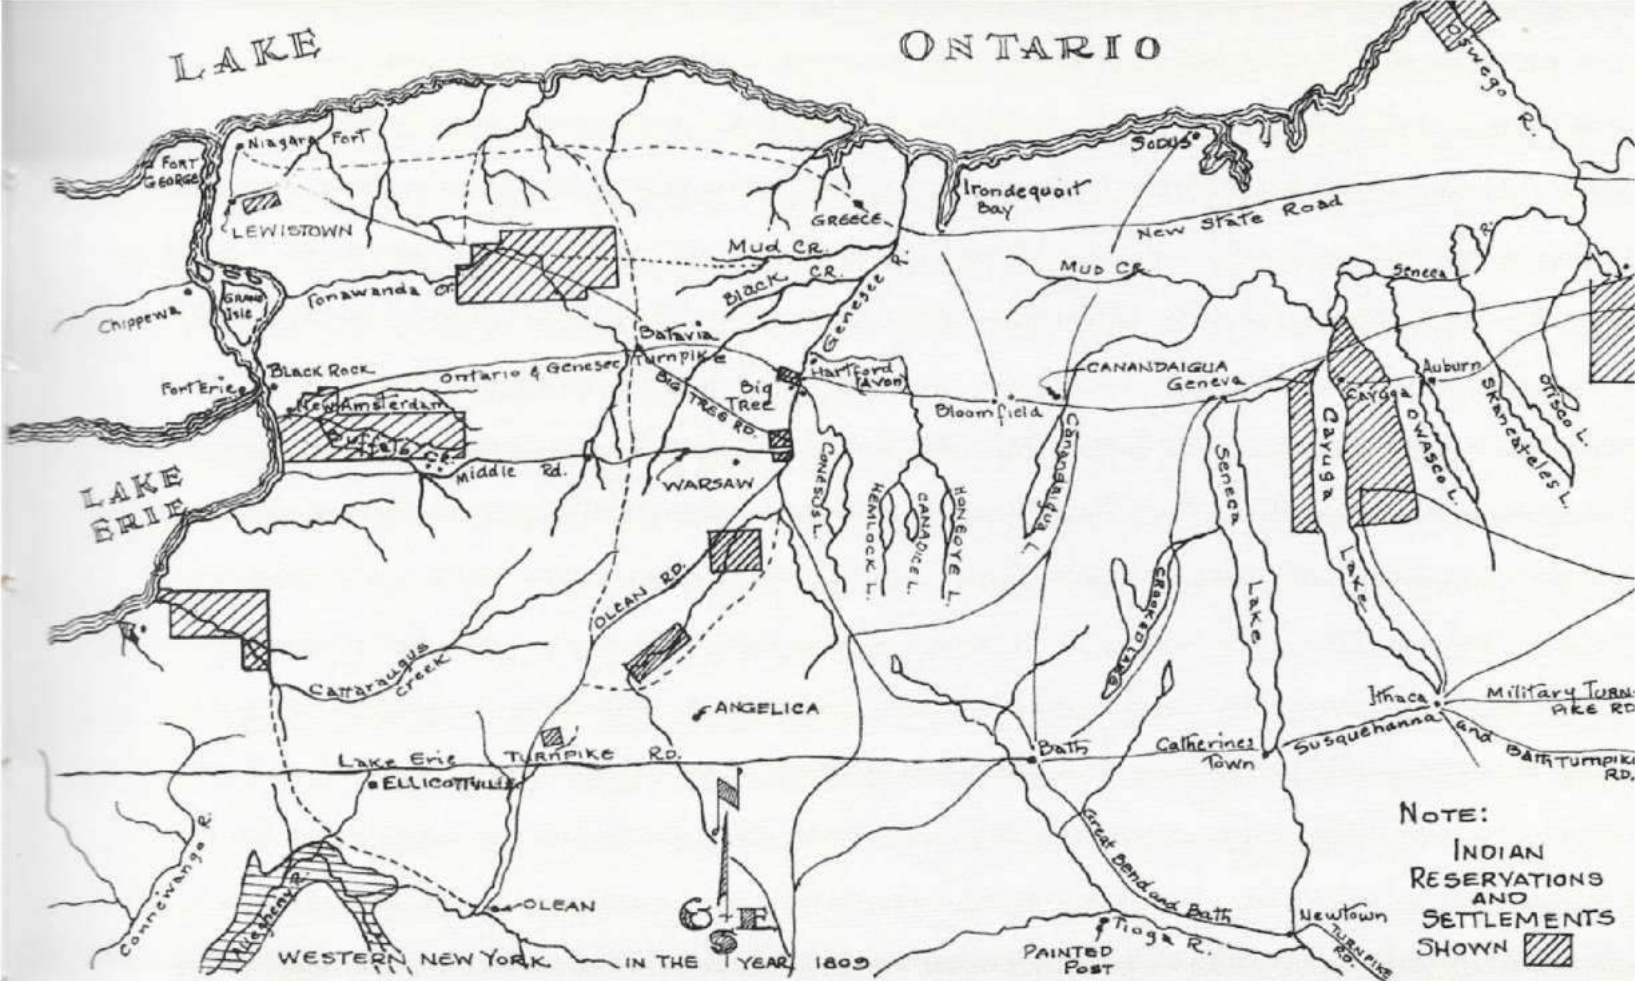 LAKE ONTARIO
OSWEGO R.
Niagara Fort
FORT
GEORGE
SODUS
Irondequoit
Bay
LEWISTOWN
GREECE
New State Road
Mud CR.
Black CR.
Genesee R.
Mud CR.
Seneca R.
Tonawanda Cr.
GRAND
Isle
Chippewa
Batavia
Turnpike
Ontario & Genesee
BLACK ROCK
Fort Erie
New Amsterdam
Buffalo Cr.
BIG TREE RD.
Big
TREE
Hartford
(Avon)
CANANDAIGUA
Geneva
Bloomfield
Auburn
Cayuga
OWASCO L.
Skaneateles L.
OTISCO L.
LAKE
ERIE
Middle Rd.
WARSAW
CONESUS L.
HEMLOCK L.
CANADICE L.
HONEOYE L.
Canandaigua L.
Seneca Lake
Cayuga Lake
CROOKED LAKE
OLEAN RD.
Cattaraugus
Creek
ANGELICA
Ithaca
Military TURN-
PIKE RD
Lake Erie TURNPIKE RD.
Bath
Catherines
Town
Susquehanna and
Bath Turnpike
RD.
ELLICOTTVILLE
Connewango R.
Allegheny R.
OLEAN
Great Bend and Bath
Newtown
TURNPIKE
RD.
Tioga R.
PAINTED
POST
E
S
WESTERN NEW YORK IN THE YEAR 1809
NOTE:
INDIAN
RESERVATIONS
AND
SETTLEMENTS
SHOWN